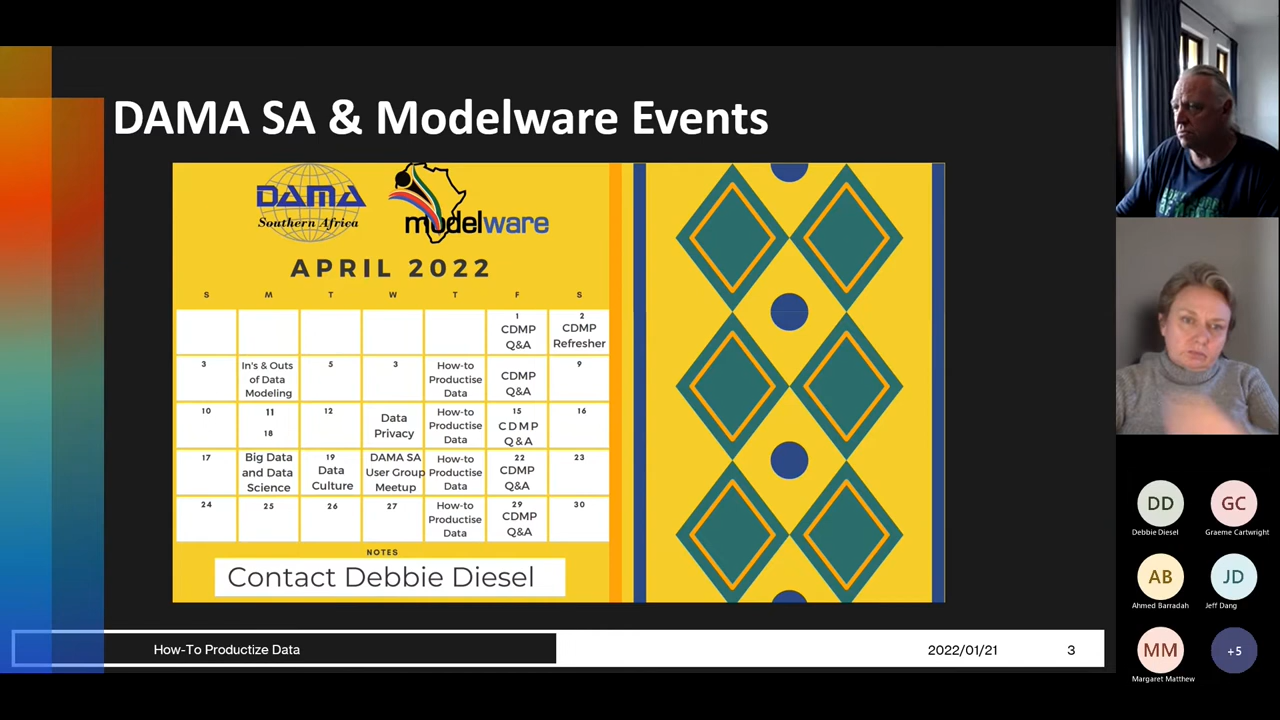 DAMA SA & Modelware Events
DAMA
Southern Africa
modelware
APRIL 2022
S M T W T F S
1
CDMP
Q&A
2
CDMP
Refresher
3
In's & Outs
of Data
Modeling
5
3
How-to
Productise
Data
CDMP
Q&A
9
10
11
18
12
Data
Privacy
How-to
Productise
Data
15
CDMP
Q&A
16
17
Big Data
and Data
Science
19
Data
Culture
DAMA SA
User Group
Meetup
How-to
Productise
Data
22
CDMP
Q&A
23
24
25
26
27
How-to
Productise
Data
29
CDMP
Q&A
30
NOTES
Contact Debbie Diesel
How-To Productize Data
2022/01/21
3
DD
Debbie Diesel
GC
Graeme Cartwright
AB
Ahmed Barradah
JD
Jeff Dang
MM
Margaret Matthew
+5